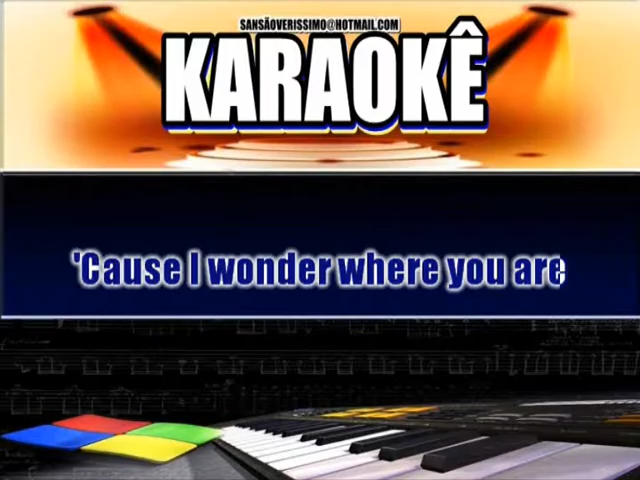 SANSÃOVERISSIMO@HOTMAIL.COM
KARAOKÊ
'Cause I wonder where you are